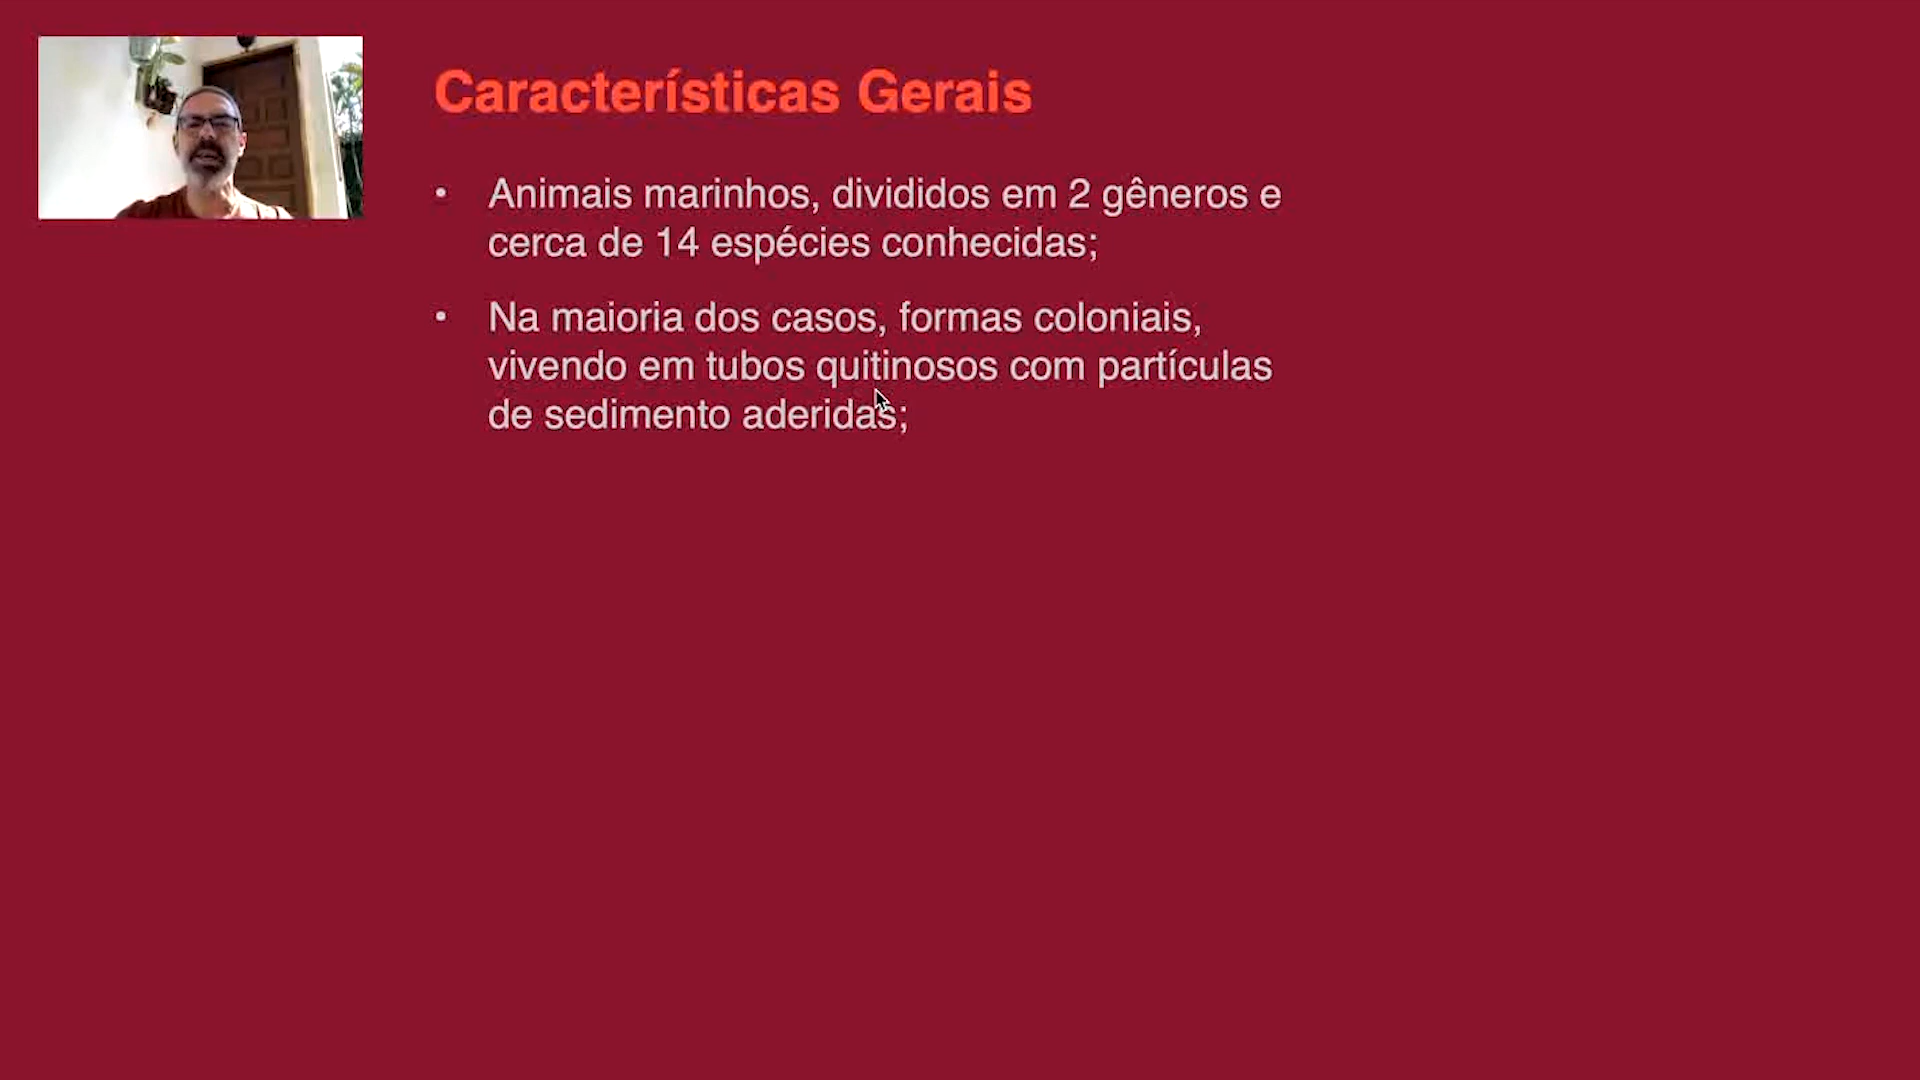 Características Gerais
• Animais marinhos, divididos em 2 gêneros e
cerca de 14 espécies conhecidas;
• Na maioria dos casos, formas coloniais,
vivendo em tubos quitinosos com partículas
de sedimento aderidas;